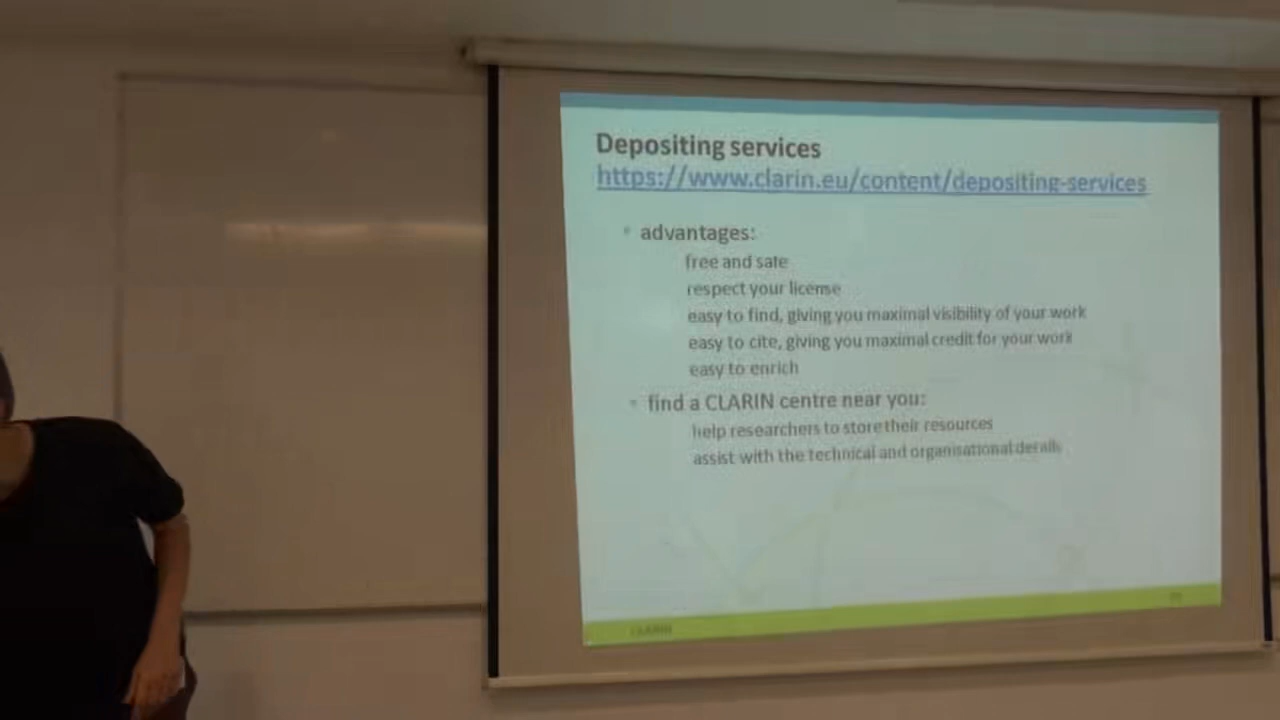 Depositing services
https://www.clarin.eu/content/depositing-services
advantages:
free and safe
respect your license
easy to find, giving you maximal visibility of your work
easy to cite, giving you maximal credit for your work
easy to enrich
find a CLARIN centre near you:
help researchers to store their resources
assist with the technical and organisational details
CLARIN